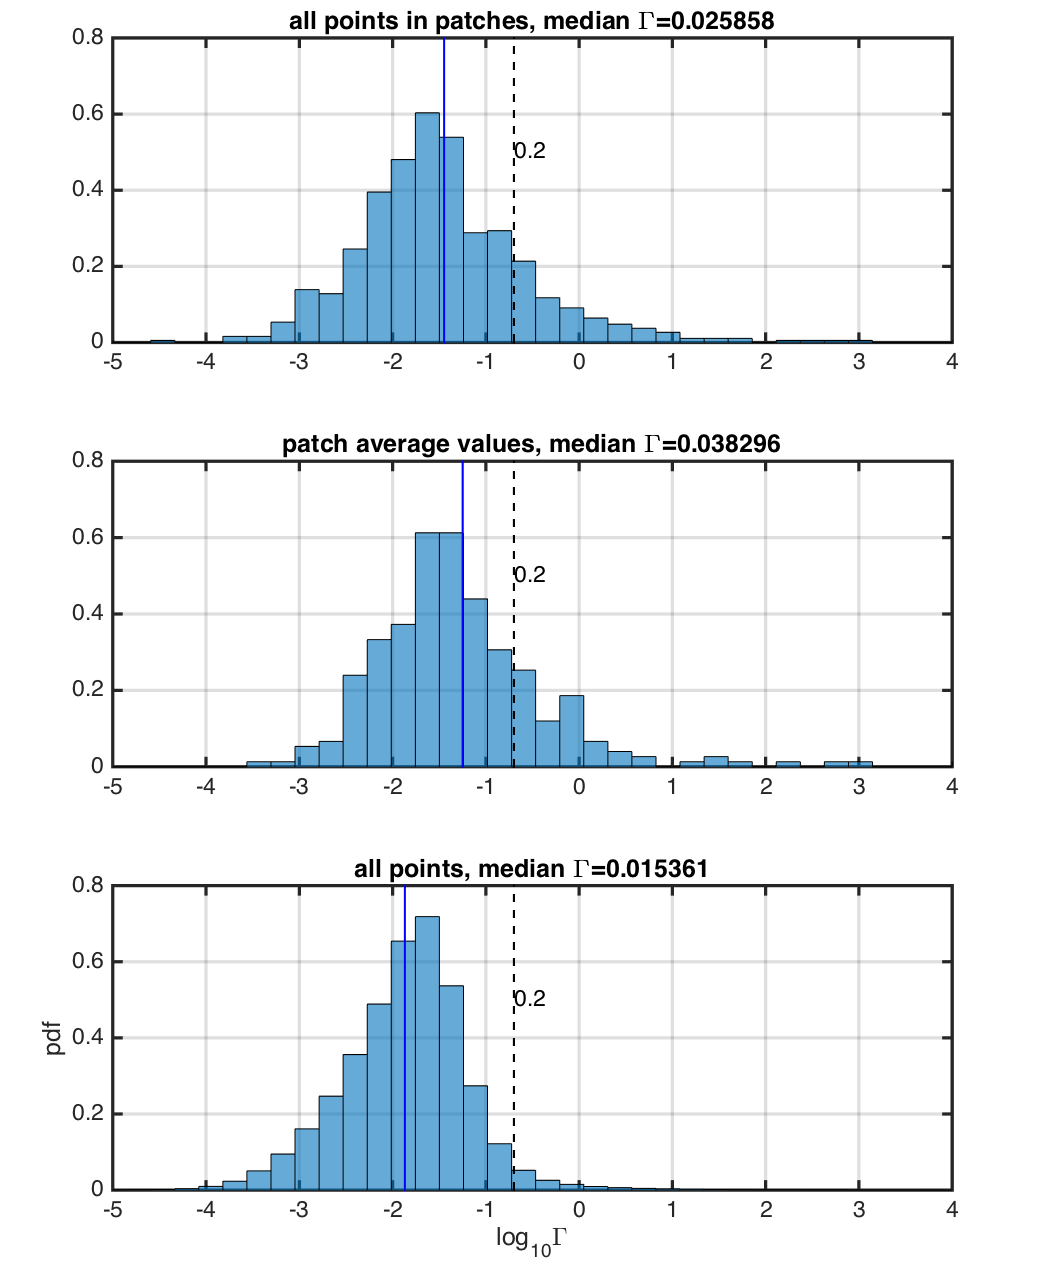 all points in patches, median Γ=0.025858
0.8
0.6
0.4
0.2
0
0.2
-5 -4 -3 -2 -1 0 1 2 3 4
patch average values, median Γ=0.038296
0.8
0.6
0.4
0.2
0
0.2
-5 -4 -3 -2 -1 0 1 2 3 4
all points, median Γ=0.015361
pdf
0.8
0.6
0.4
0.2
0
0.2
-5 -4 -3 -2 -1 0 1 2 3 4
log10Γ